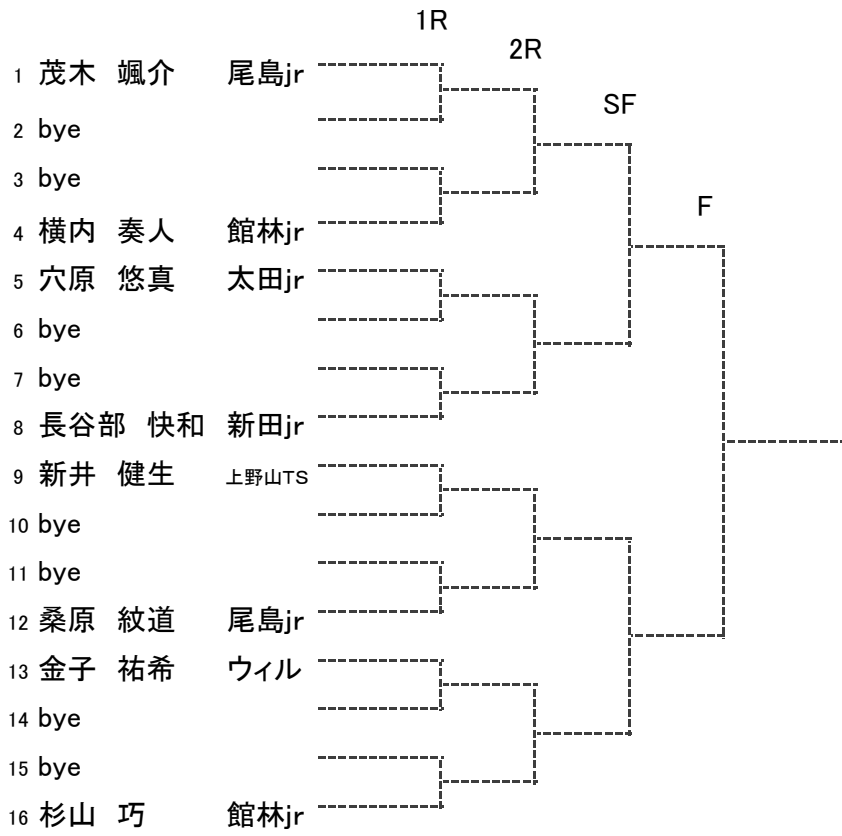 1R
2R
SF
F
1 茂木 颯介 尾島jr
2 bye
3 bye
4 横内 奏人 館林jr
5 穴原 悠真 太田jr
6 bye
7 bye
8 長谷部 快和 新田jr
9 新井 健生 上野山TS
10 bye
11 bye
12 桑原 紋道 尾島jr
13 金子 祐希 ウィル
14 bye
15 bye
16 杉山 巧 館林jr